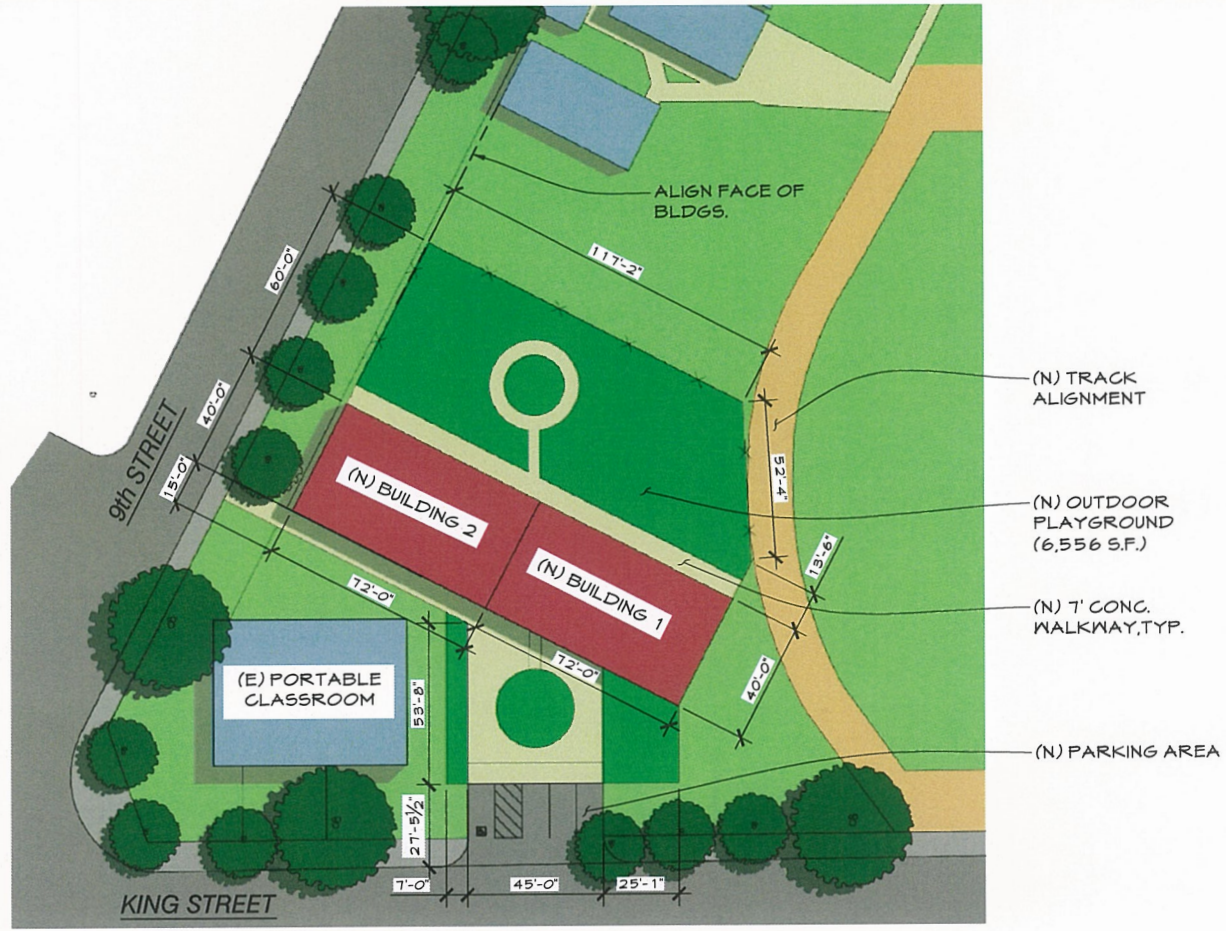 ALIGN FACE OF
BLDGS.
117'-2"
60'-0"
40'-0"
15'-0"
9th STREET
(N) TRACK
ALIGNMENT
52'-4"
(N) BUILDING 2
(N) OUTDOOR
PLAYGROUND
(6,556 S.F.)
13'-6"
(N) BUILDING 1
72'-0"
(N) 7' CONC.
WALKWAY,TYP.
72'-0"
40'-0"
(E) PORTABLE
CLASSROOM
53'-8"
(N) PARKING AREA
27'-5½"
7'-0"
45'-0"
25'-1"
KING STREET